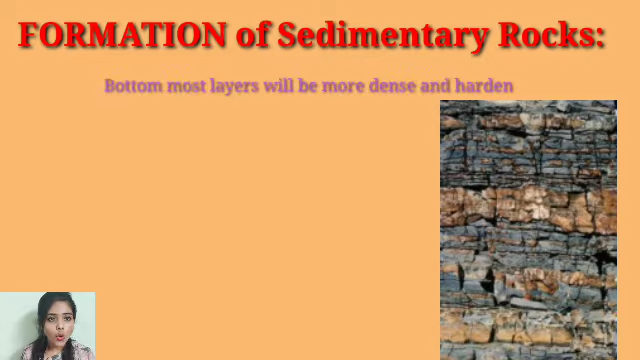 FORMATION of Sedimentary Rocks:
Bottom most layers will be more dense and harden